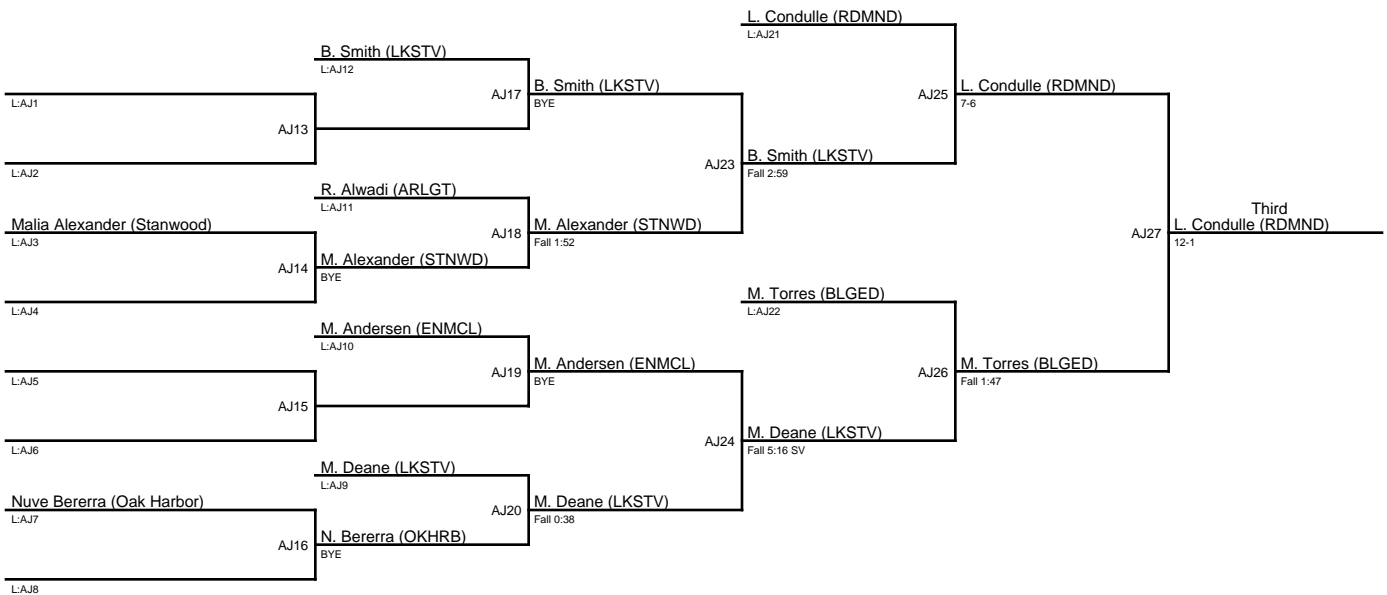 L. Condulle (RDMND)
L:AJ21
B. Smith (LKSTV)
L:AJ12
AJ17
B. Smith (LKSTV)
BYE
AJ25
L. Condulle (RDMND)
7-6
L:AJ1
AJ13
L:AJ2
AJ23
B. Smith (LKSTV)
Fall 2:59
R. Alwadi (ARLGT)
L:AJ11
Malia Alexander (Stanwood)
L:AJ3
AJ18
M. Alexander (STNWD)
Fall 1:52
AJ14
M. Alexander (STNWD)
BYE
L:AJ4
AJ27
Third
L. Condulle (RDMND)
12-1
M. Torres (BLGED)
L:AJ22
M. Andersen (ENMCL)
L:AJ10
AJ19
M. Andersen (ENMCL)
BYE
AJ26
M. Torres (BLGED)
Fall 1:47
L:AJ5
AJ15
L:AJ6
AJ24
M. Deane (LKSTV)
Fall 5:16 SV
M. Deane (LKSTV)
L:AJ9
Nuve Bererra (Oak Harbor)
L:AJ7
AJ20
M. Deane (LKSTV)
Fall 0:38
AJ16
N. Bererra (OKHRB)
BYE
L:AJ8